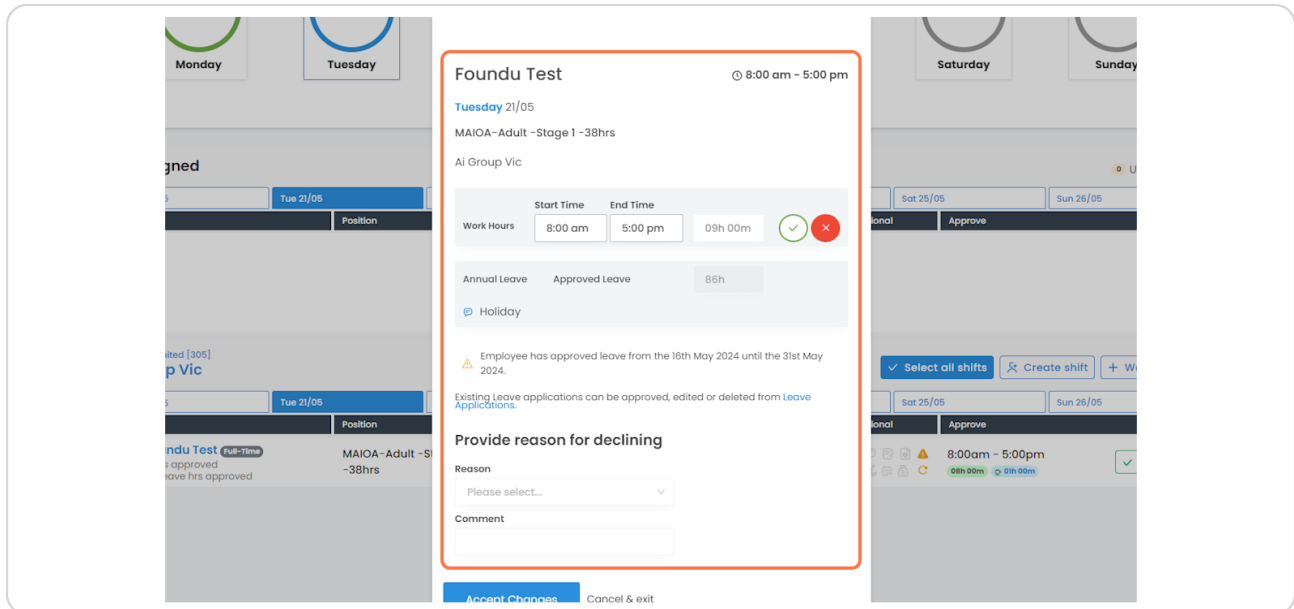 Monday
Tuesday
Saturday
Sunday
Foundu Test
8:00 am - 5:00 pm
Tuesday 21/05
MAIOA-Adult -Stage 1 -38hrs
Ai Group Vic
Start Time End Time
Work Hours 8:00 am 5:00 pm 09h 00m
Annual Leave Approved Leave 86h
Holiday
Employee has approved leave from the 16th May 2024 until the 31st May
2024.
Existing Leave applications can be approved, edited or deleted from Leave
Applications.
Provide reason for declining
Reason
Please select...
Comment
Accept Changes Cancel & exit
gned
0 U
Tue 21/05
Sat 25/05
Sun 26/05
Position
ional
Approve
ited [305]
p Vic
Select all shifts
Create shift
+ W
Tue 21/05
Sat 25/05
Sun 26/05
Position
ional
Approve
ndu Test Full-Time
s approved
eave hrs approved
MAIOA-Adult -S
-38hrs
8:00am - 5:00pm
08h 00m
01h 00m